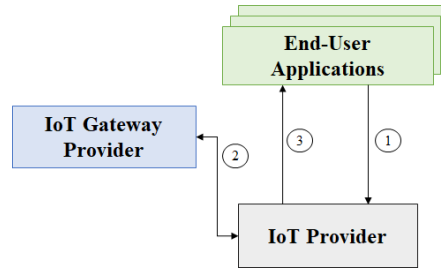 End-User
Applications
IoT Gateway
Provider
3
1
2
IoT Provider